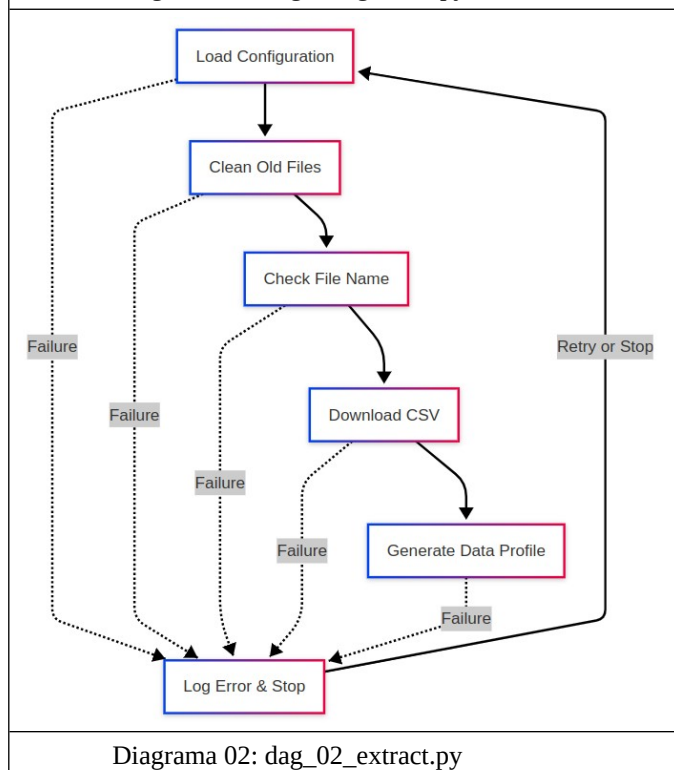 Load Configuration
Clean Old Files
Check File Name
Failure
Retry or Stop
Failure
Download CSV
Failure
Failure
Generate Data Profile
Failure
Log Error & Stop
Diagrama 02: dag_02_extract.py